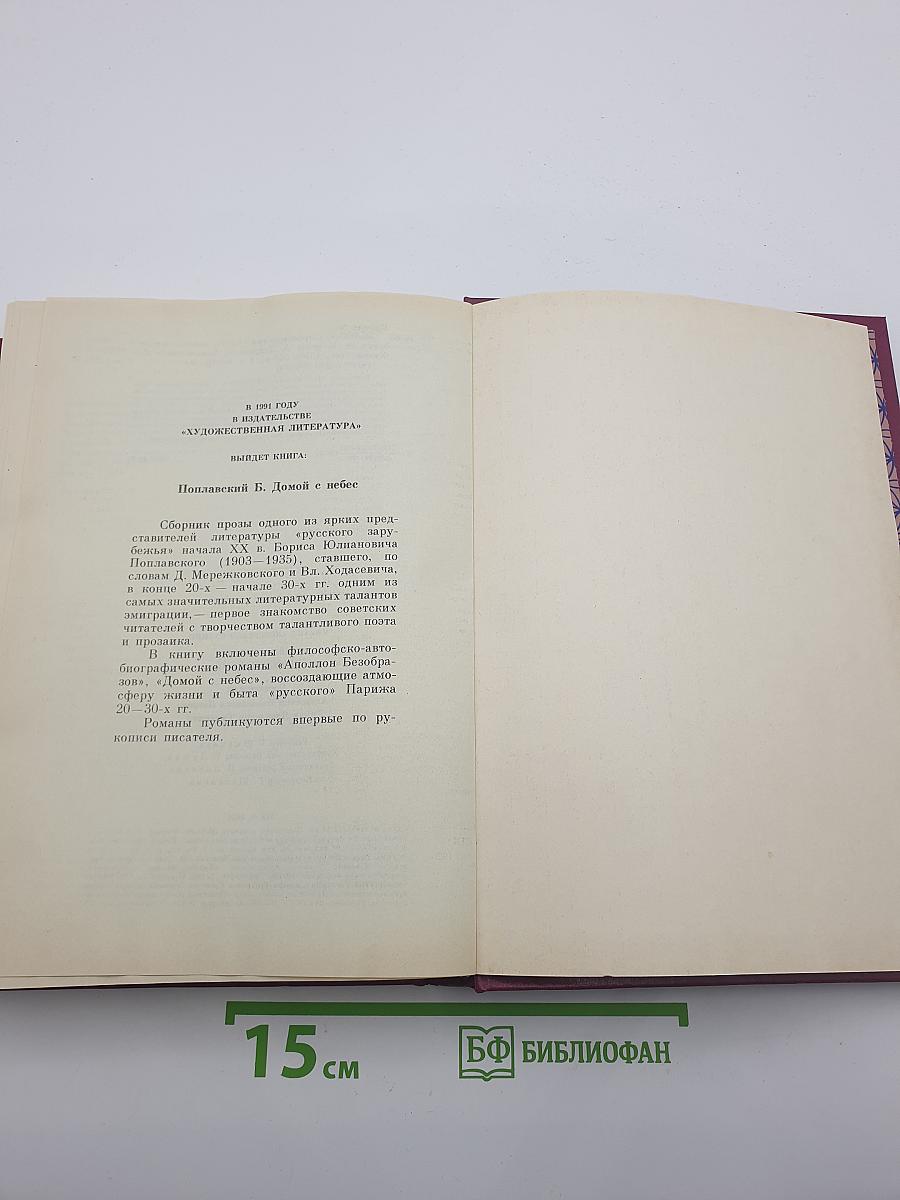 В 1991 ГОДУ
В ИЗДАТЕЛЬСТВЕ
«ХУДОЖЕСТВЕННАЯ ЛИТЕРАТУРА»
ВЫЙДЕТ КНИГА:
Поплавский Б. Домой с небес
Сборник прозы одного из ярких пред-
ставителей литературы «русского зару-
бежья» начала XX в. Бориса Юлиановича
Поплавского (1903—1935), ставшего, по
словам Д. Мережковского и Вл. Ходасевича,
в конце 20-х — начале 30-х гг. одним из
самых значительных литературных талантов
эмиграции,— первое знакомство советских
читателей с творчеством талантливого поэта
и прозаика.
В книгу включены философско-авто-
биографические романы «Аполлон Безобра-
зов», «Домой с небес», воссоздающие атмо-
сферу жизни и быта «русского» Парижа
20—30-х гг.
Романы публикуются впервые по ру-
кописи писателя.
15 см
БФ БИБЛИОФАН